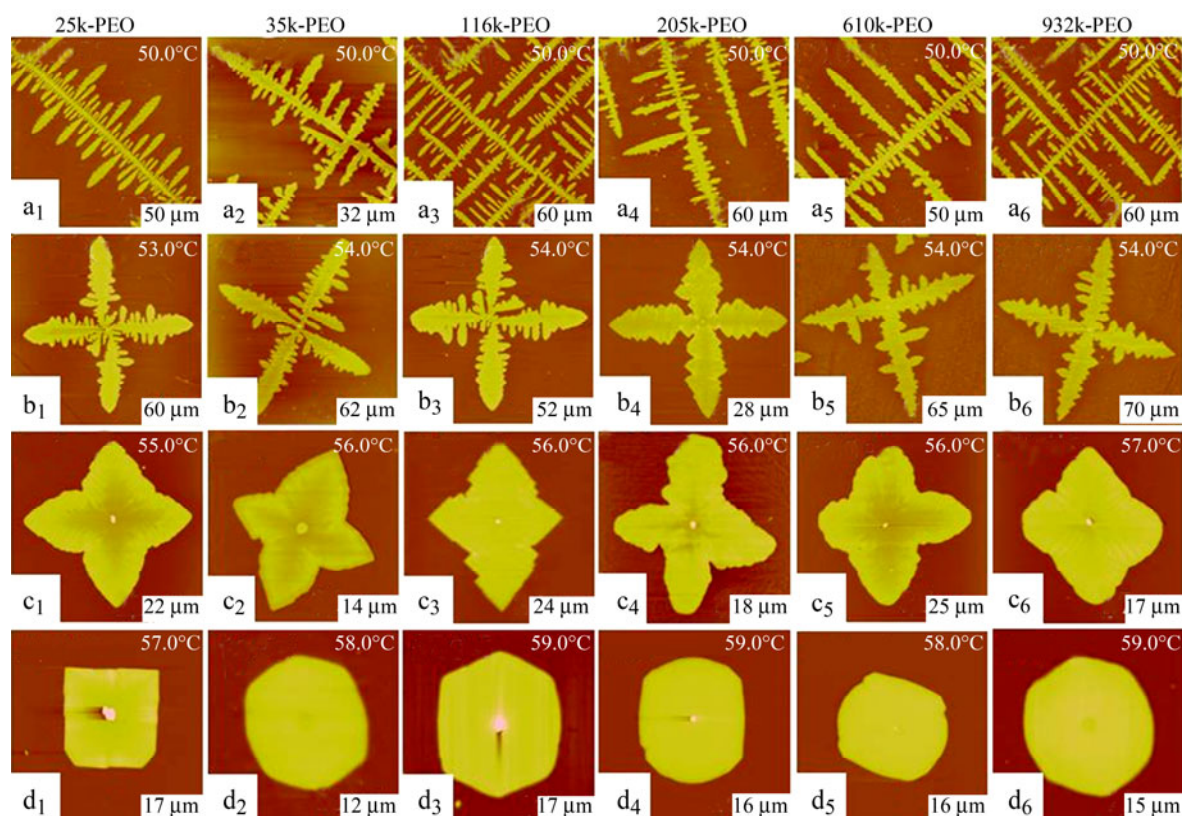 25k-PEO 35k-PEO 116k-PEO 205k-PEO 610k-PEO 932k-PEO
50.0°C 50.0°C 50.0°C 50.0°C 50.0°C 50.0°C
a1 50 µm a2 32 µm a3 60 µm a4 60 µm a5 50 µm a6 60 µm
53.0°C 54.0°C 54.0°C 54.0°C 54.0°C 54.0°C
b1 60 µm b2 62 µm b3 52 µm b4 28 µm b5 65 µm b6 70 µm
55.0°C 56.0°C 56.0°C 56.0°C 56.0°C 57.0°C
c1 22 µm c2 14 µm c3 24 µm c4 18 µm c5 25 µm c6 17 µm
57.0°C 58.0°C 59.0°C 59.0°C 58.0°C 59.0°C
d1 17 µm d2 12 µm d3 17 µm d4 16 µm d5 16 µm d6 15 µm